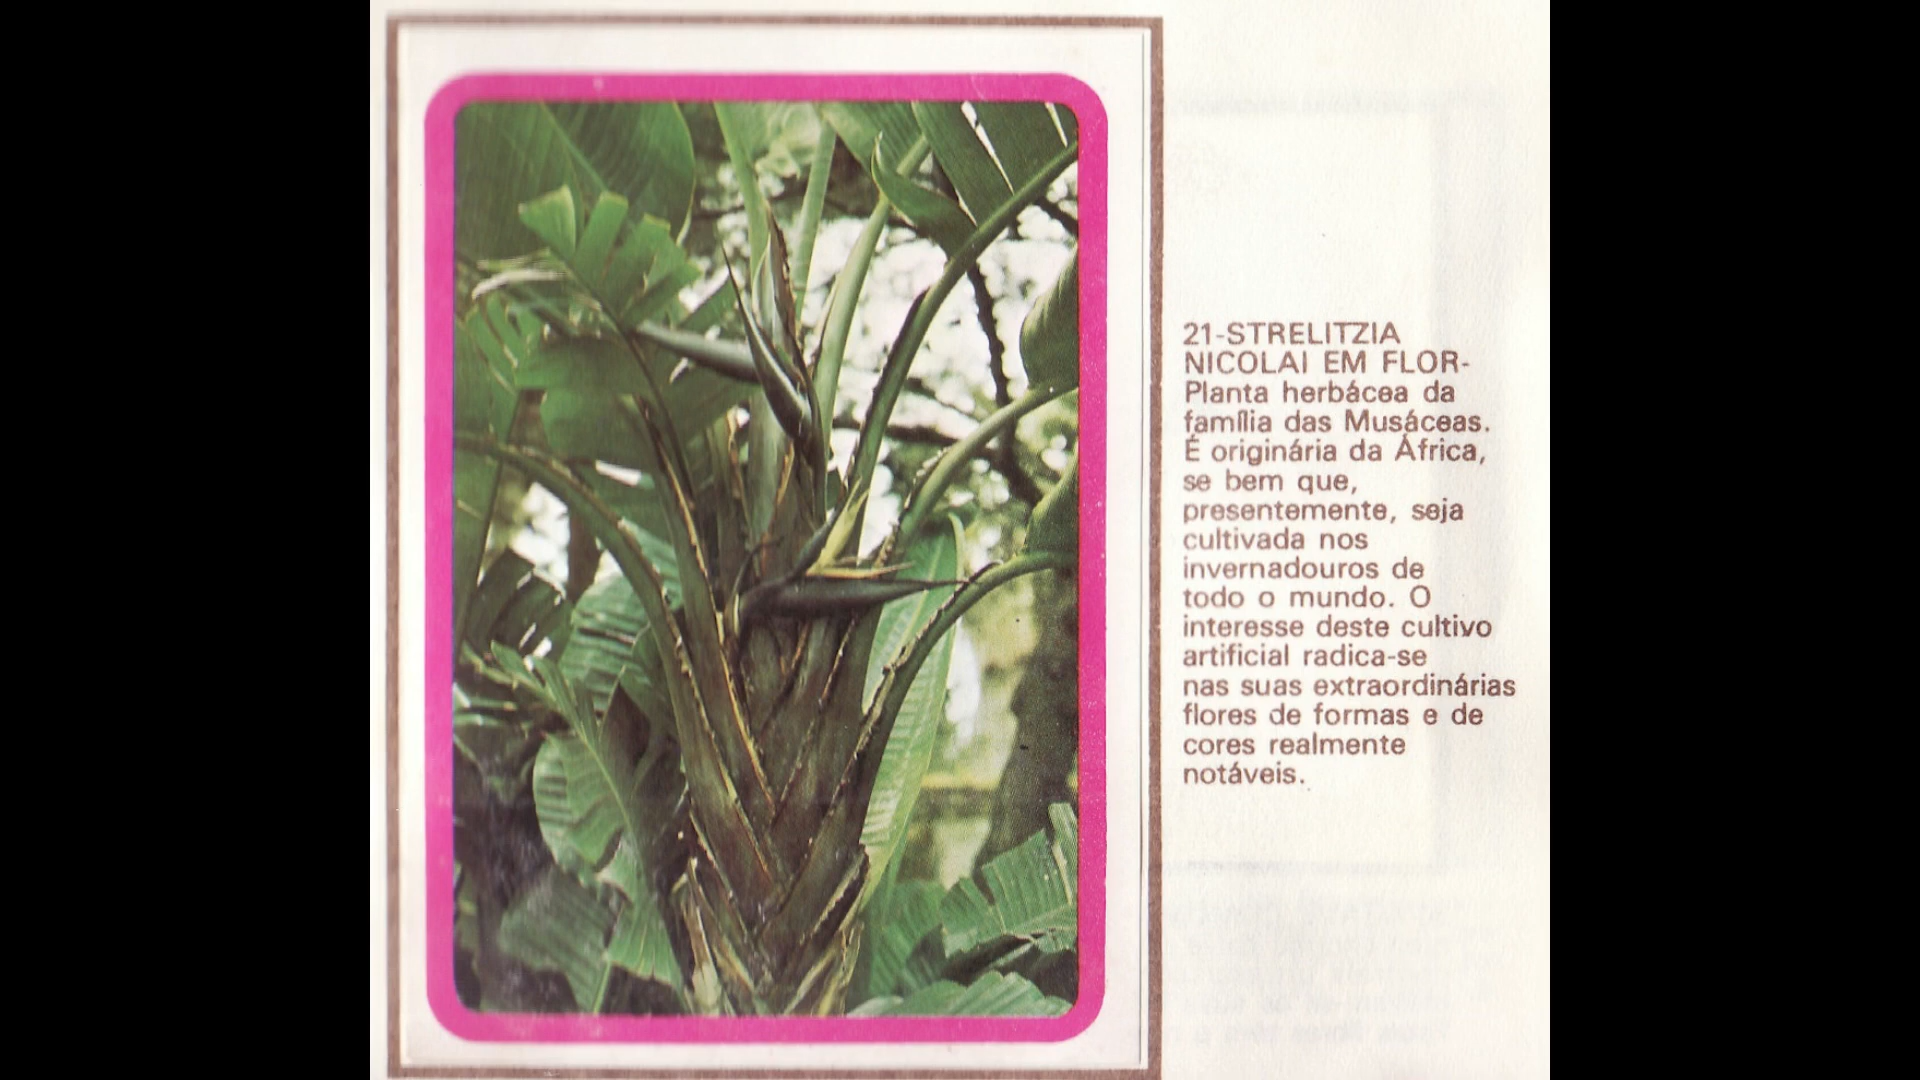 21-STRELITZIA
NICOLAI EM FLOR-
Planta herbácea da
família das Musáceas.
É originária da África,
se bem que,
presentemente, seja
cultivada nos
invernadouros de
todo o mundo. O
interesse deste cultivo
artificial radica-se
nas suas extraordinárias
flores de formas e de
cores realmente
notáveis.